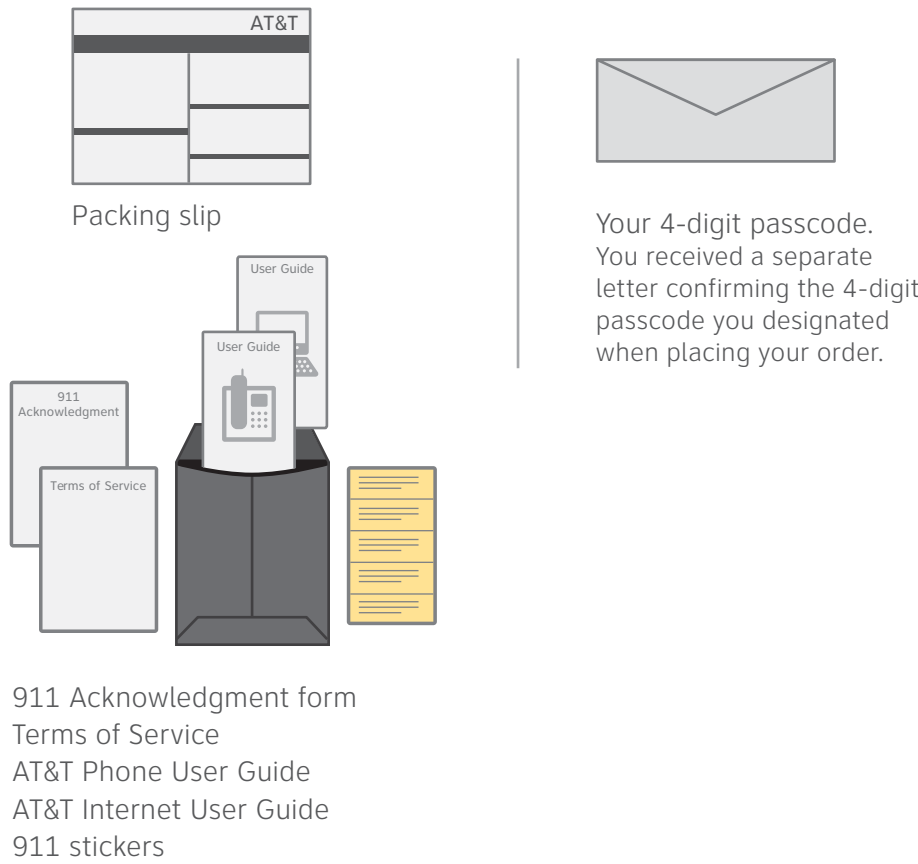 AT&T
Packing slip
User Guide
User Guide
911
Acknowledgment
Terms of Service
911 Acknowledgment form
Terms of Service
AT&T Phone User Guide
AT&T Internet User Guide
911 stickers
Your 4-digit passcode.
You received a separate
letter confirming the 4-digit
passcode you designated
when placing your order.